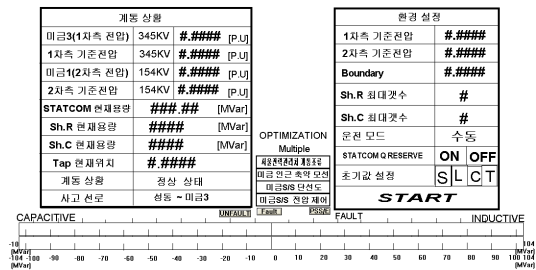 계통 상황
미금3(1차측 전압) 345KV #.#### [P.U]
1차측 기준전압 345KV #.#### [P.U]
미금1(2차측 전압) 154KV #.#### [P.U]
2차측 기준전압 154KV #.#### [P.U]
STATCOM 현재용량 ###.## [MVar]
Sh.R 현재용량 #### [MVar]
Sh.C 현재용량 #### [MVar]
Tap 현재위치 #.####
계통 상황 정상 상태
사고 선로 성동 ~ 미금3
OPTIMIZATION
Multiple
미금 인근 축약 모선
미금S/S 단선도
미금S/S 전압 제어
환경 설정
1차측 기준전압 #.####
2차측 기준전압 #.####
Boundary #.####
Sh.R 최대갯수 #
Sh.C 최대갯수 #
운전 모드 수동
STATCOM Q RESERVE ON OFF
초기값 설정 S L C T
START
CAPACITIVE UNFAULT Fault PSS/E FAULT INDUCTIVE
[MVar] -100 -90 -80 -70 -60 -50 -40 -30 -20 -10 0 10 20 30 40 50 60 70 80 90 100 104 [MVar]